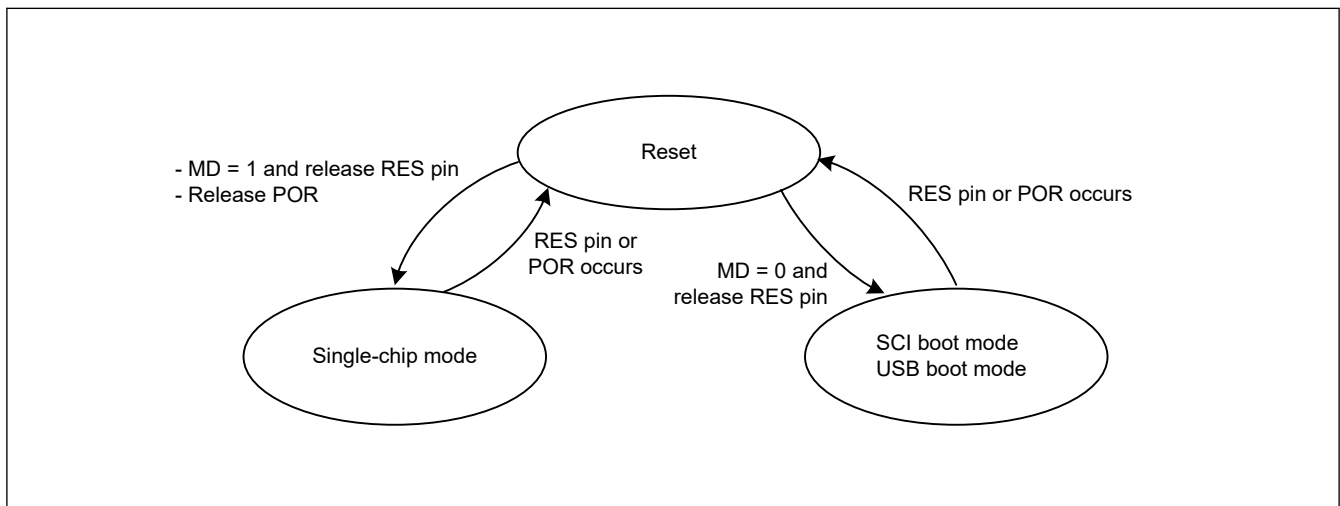 Reset
- MD = 1 and release RES pin
- Release POR
RES pin or POR occurs
RES pin or
POR occurs
MD = 0 and
release RES pin
Single-chip mode
SCI boot mode
USB boot mode